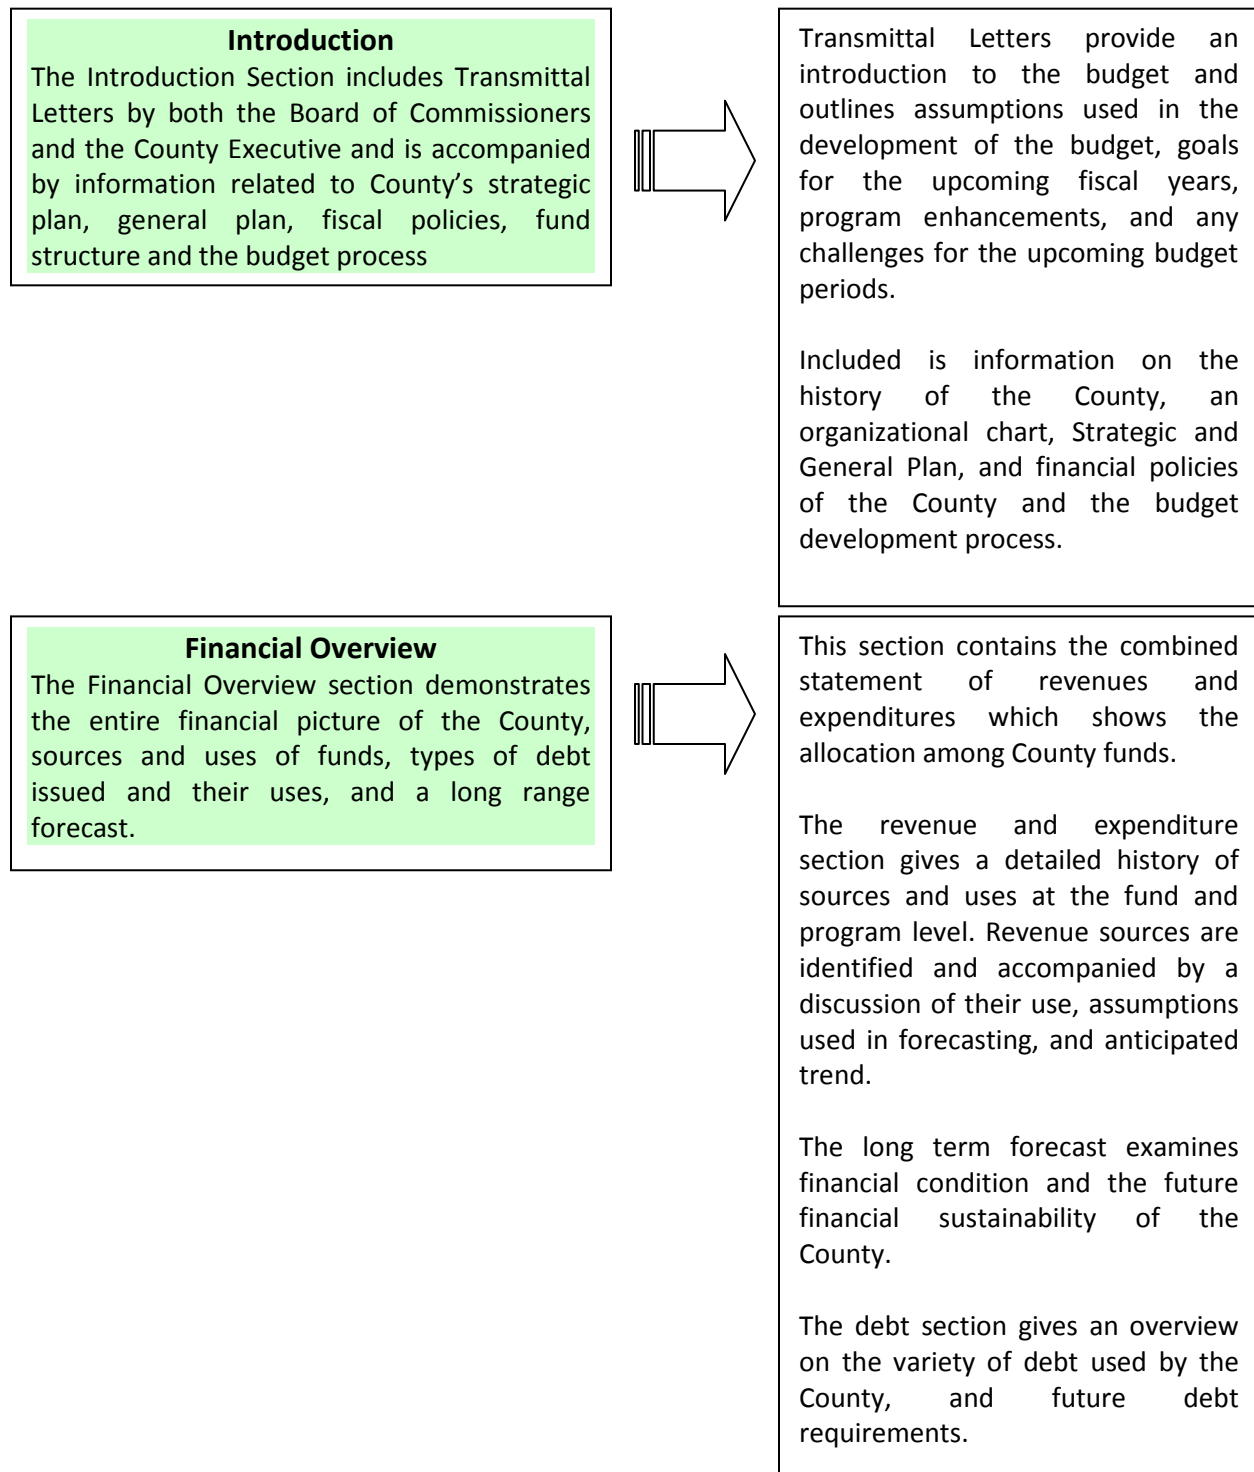 Introduction
The Introduction Section includes Transmittal
Letters by both the Board of Commissioners
and the County Executive and is accompanied
by information related to County's strategic
plan, general plan, fiscal policies, fund
structure and the budget process
Transmittal Letters provide an
introduction to the budget and
outlines assumptions used in the
development of the budget, goals
for the upcoming fiscal years,
program enhancements, and any
challenges for the upcoming budget
periods.
Included is information on the
history of the County, an
organizational chart, Strategic and
General Plan, and financial policies
of the County and the budget
development process.
Financial Overview
The Financial Overview section demonstrates
the entire financial picture of the County,
sources and uses of funds, types of debt
issued and their uses, and a long range
forecast.
This section contains the combined
statement of revenues and
expenditures which shows the
allocation among County funds.
The revenue and expenditure
section gives a detailed history of
sources and uses at the fund and
program level. Revenue sources are
identified and accompanied by a
discussion of their use, assumptions
used in forecasting, and anticipated
trend.
The long term forecast examines
financial condition and the future
financial sustainability of the
County.
The debt section gives an overview
on the variety of debt used by the
County, and future debt
requirements.